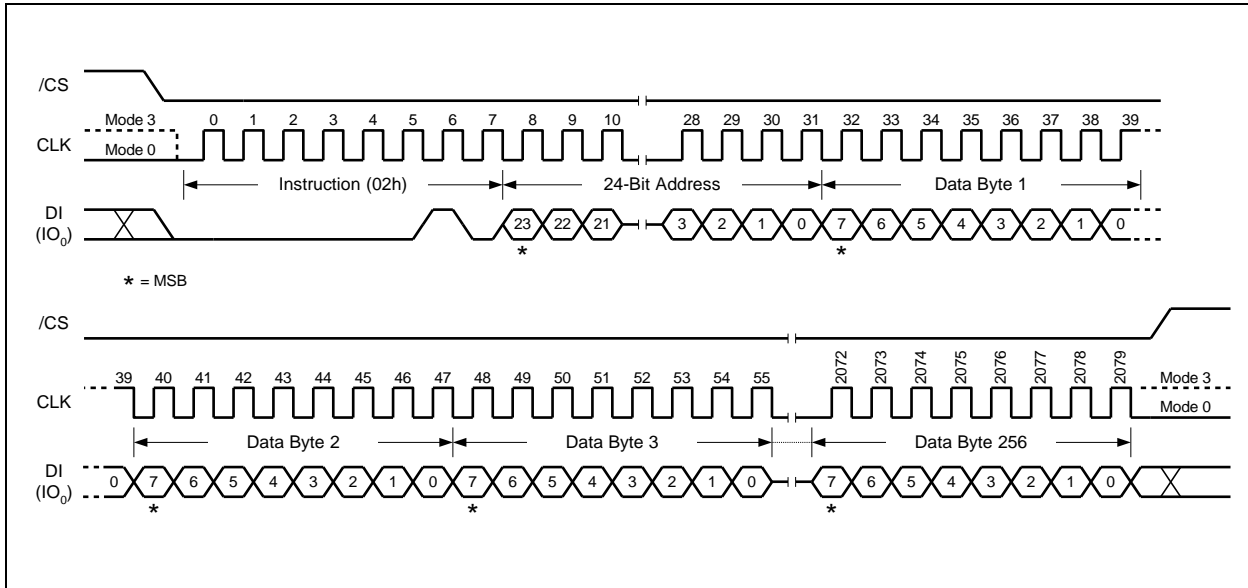 /CS
Mode 3
0 1 2 3 4 5 6 7 8 9 10 28 29 30 31 32 33 34 35 36 37 38 39
CLK
Mode 0
Instruction (02h) 24-Bit Address Data Byte 1
DI
(IO0)
23 22 21 3 2 1 0 7 6 5 4 3 2 1 0
* *
* = MSB
/CS
39 40 41 42 43 44 45 46 47 48 49 50 51 52 53 54 55 2072 2073 2074 2075 2076 2077 2078 2079
Mode 3
CLK
Mode 0
Data Byte 2 Data Byte 3 Data Byte 256
DI
(IO0)
0 7 6 5 4 3 2 1 0 7 6 5 4 3 2 1 0 7 6 5 4 3 2 1 0
* * *